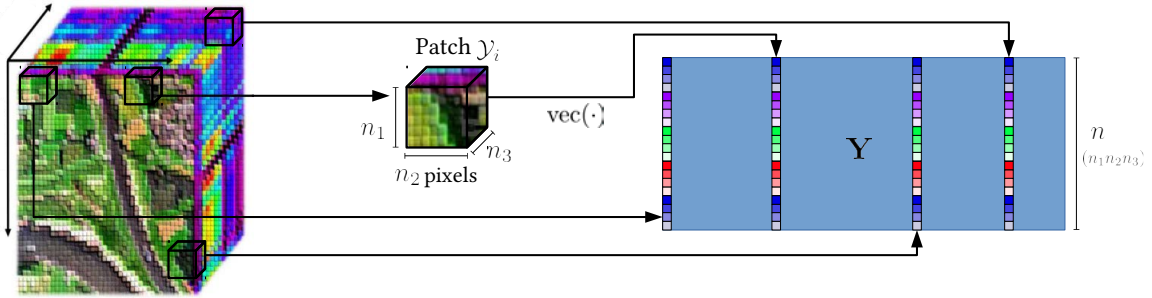 Patch 𝒴ᵢ
n₁
n₃
n₂ pixels
vec(·)
Y
n
(n₁n₂n₃)